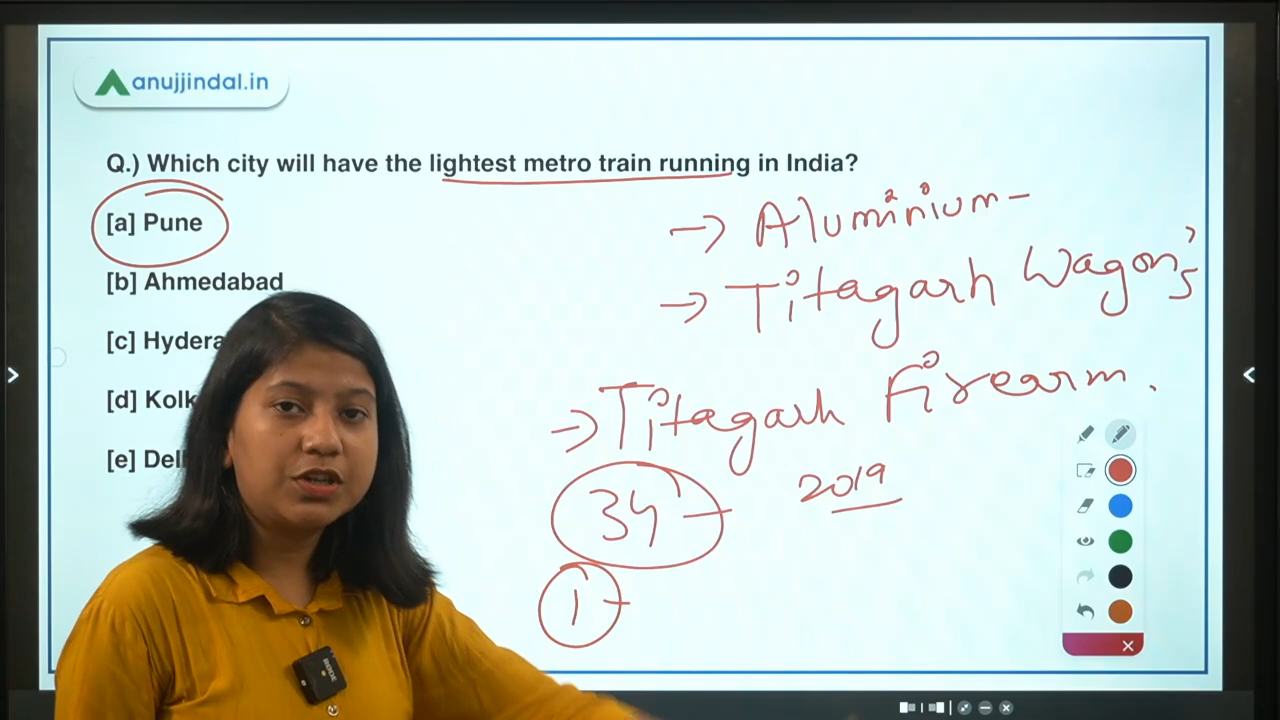 anujjindal.in
Q.) Which city will have the lightest metro train running in India?
[a] Pune
[b] Ahmedabad
[c] Hydera
[d] Kolk
[e] Del
→ Aluminium –
→ Titagarh Wagon's
→ Titagarh Firearm.
2019
34 –
1 –
RODE